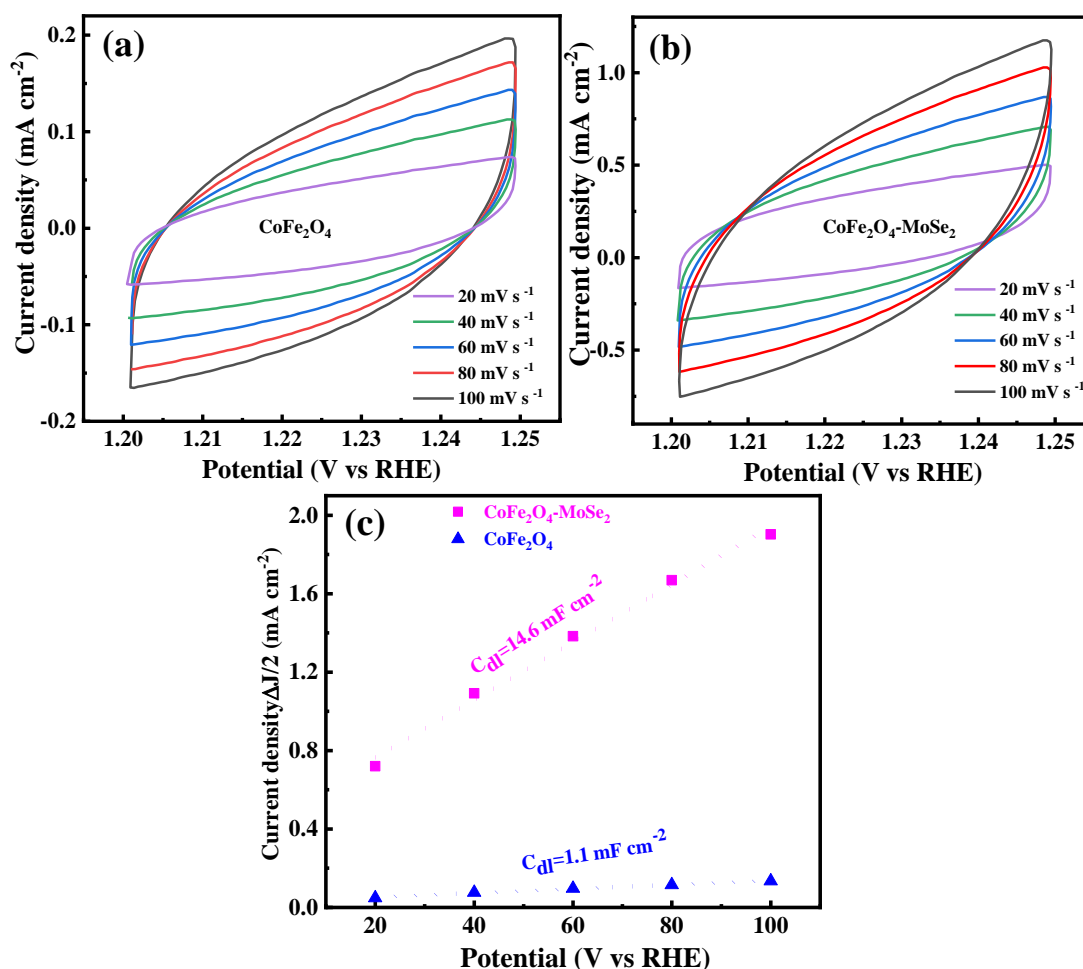 (a)
Current density (mA cm⁻²)
0.2
0.1
0.0
-0.1
-0.2
CoFe₂O₄
20 mV s ⁻¹
40 mV s ⁻¹
60 mV s ⁻¹
80 mV s ⁻¹
100 mV s ⁻¹
1.20 1.21 1.22 1.23 1.24 1.25
Potential (V vs RHE)
(b)
Current density (mA cm⁻²)
1.0
0.5
0.0
-0.5
CoFe₂O₄-MoSe₂
20 mV s ⁻¹
40 mV s ⁻¹
60 mV s ⁻¹
80 mV s ⁻¹
100 mV s ⁻¹
1.20 1.21 1.22 1.23 1.24 1.25
Potential (V vs RHE)
(c)
Current densityΔJ/2 (mA cm⁻²)
2.0
1.6
1.2
0.8
0.4
0.0
CoFe₂O₄-MoSe₂
CoFe₂O₄
C_dl=14.6 mF cm⁻²
C_dl=1.1 mF cm⁻²
20 40 60 80 100
Potential (V vs RHE)